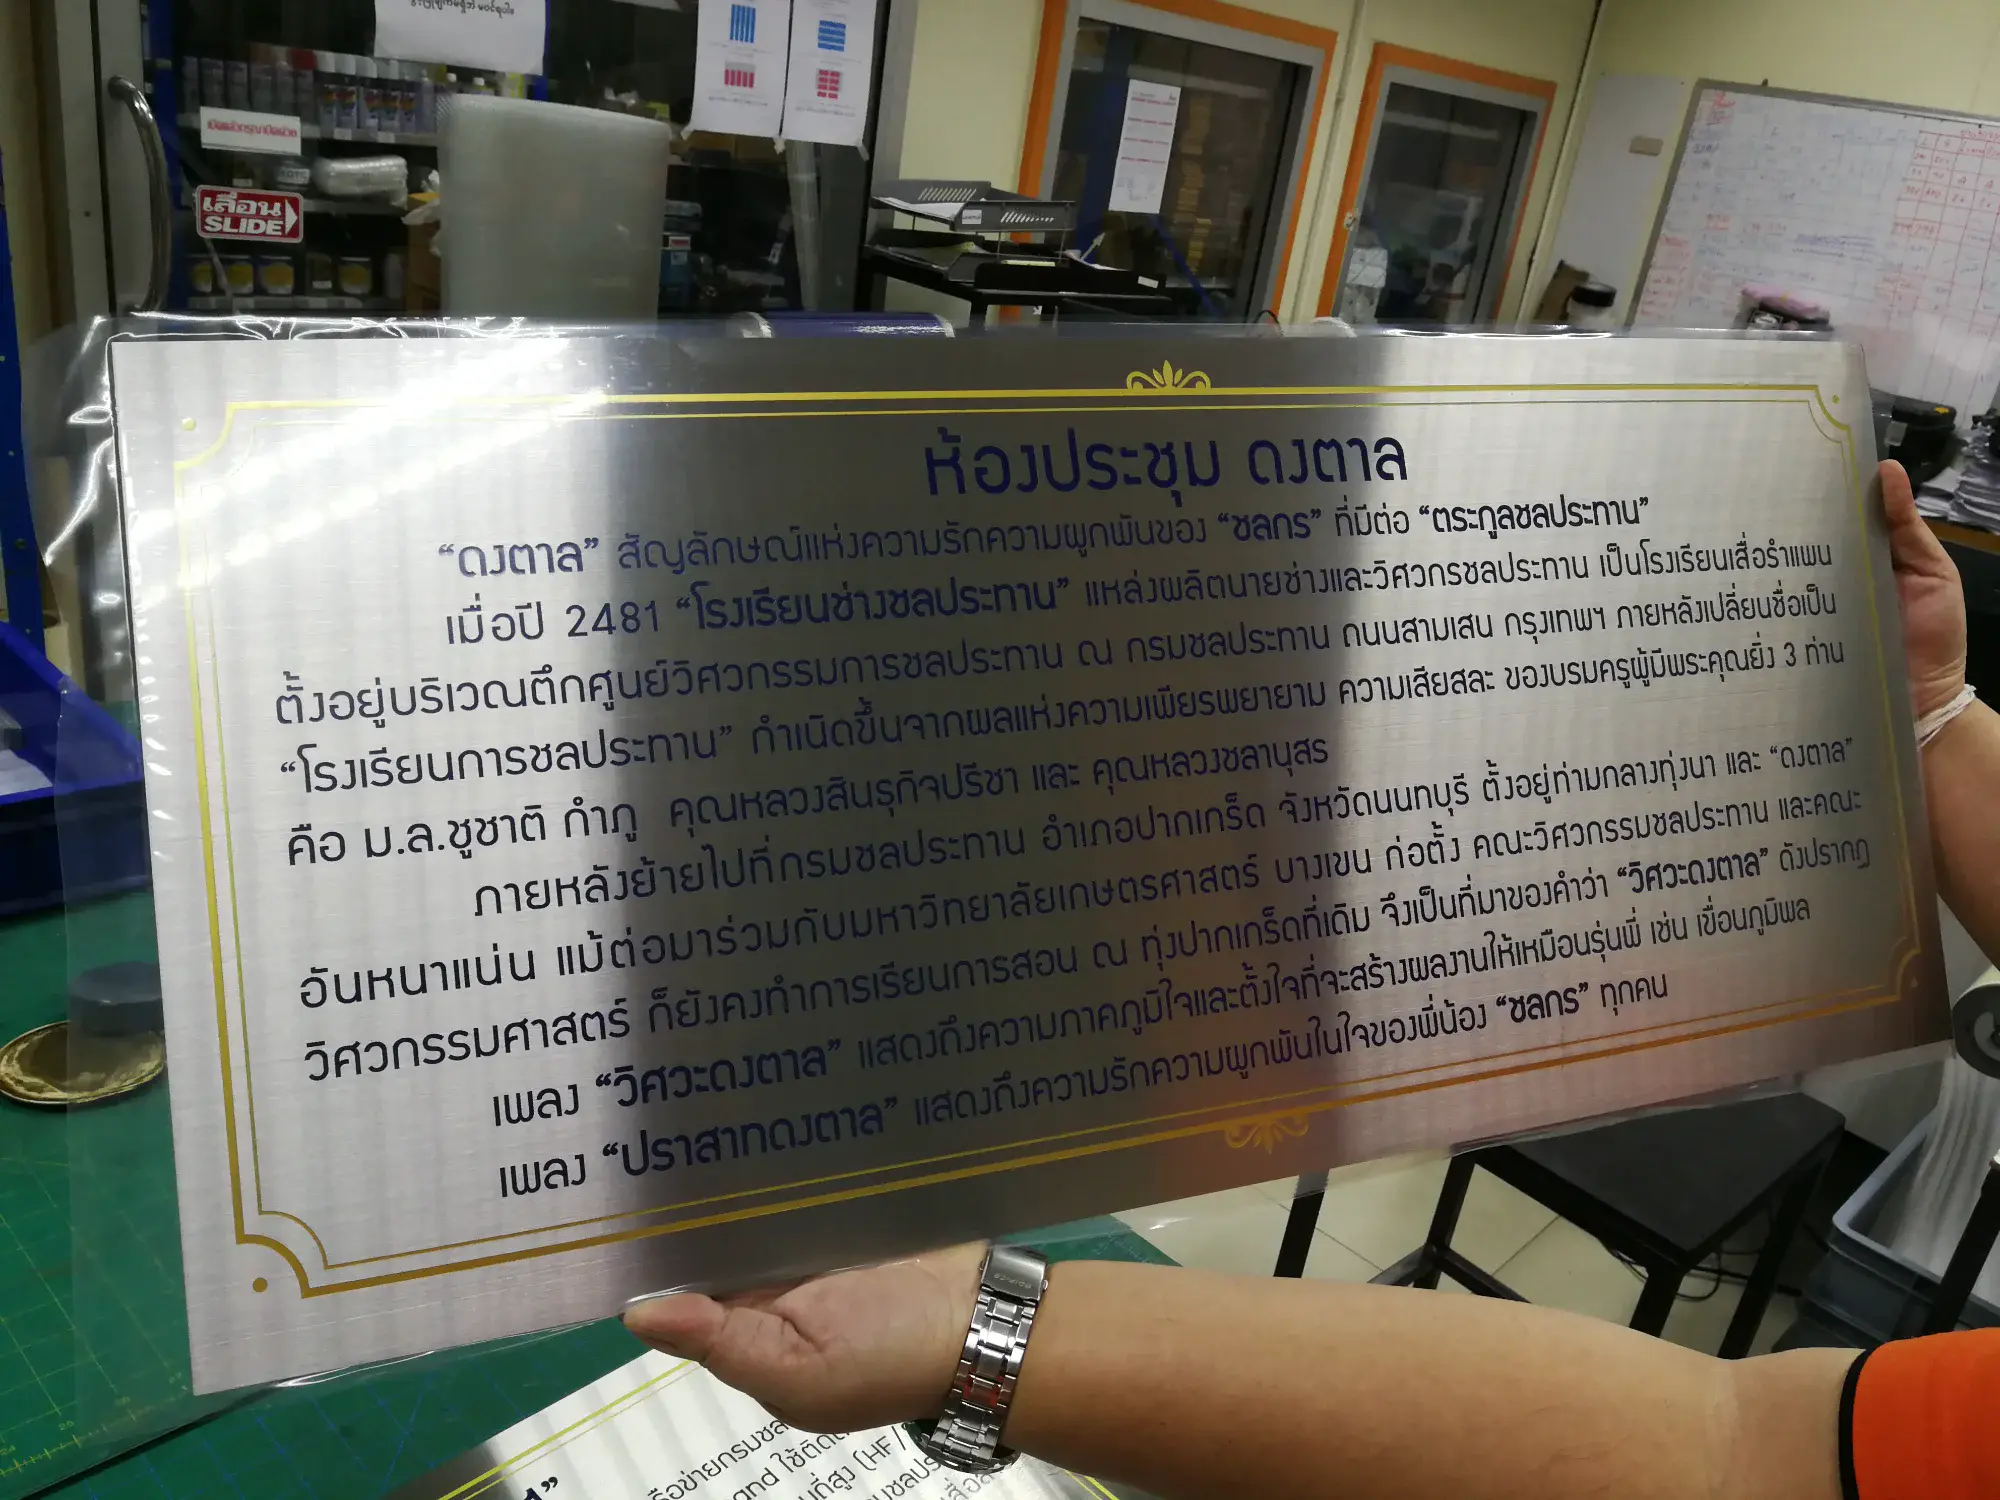 เลื่อน
SLIDE
ห้องประชุม ดงตาล
“ดงตาล” สัญลักษณ์แห่งความรักความผูกพันของ “ชลกร” ที่มีต่อ “ตระกูลชลประทาน”
เมื่อปี 2481 “โรงเรียนช่างชลประทาน” แหล่งผลิตนายช่างและวิศวกรชลประทาน เป็นโรงเรียนเสื่อรำแพน
ตั้งอยู่บริเวณตึกศูนย์วิศวกรรมการชลประทาน ณ กรมชลประทาน ถนนสามเสน กรุงเทพฯ ภายหลังเปลี่ยนชื่อเป็น
“โรงเรียนการชลประทาน” กำเนิดขึ้นจากผลแห่งความเพียรพยายาม ความเสียสละ ของบรมครูผู้มีพระคุณยิ่ง 3 ท่าน
คือ ม.ล.ชูชาติ กำภู คุณหลวงสินธุกิจปรีชา และ คุณหลวงชลานุสร
ภายหลังย้ายไปที่กรมชลประทาน อำเภอปากเกร็ด จังหวัดนนทบุรี ตั้งอยู่ท่ามกลางทุ่งนา และ “ดงตาล”
อันหนาแน่น แม้ต่อมาร่วมกับมหาวิทยาลัยเกษตรศาสตร์ บางเขน ก่อตั้ง คณะวิศวกรรมชลประทาน และคณะ
วิศวกรรมศาสตร์ ก็ยังคงทำการเรียนการสอน ณ ทุ่งปากเกร็ดที่เดิม จึงเป็นที่มาของคำว่า “วิศวะดงตาล” ดังปรากฏ
เพลง “วิศวะดงตาล” แสดงถึงความภาคภูมิใจและตั้งใจที่จะสร้างผลงานให้เหมือนรุ่นพี่ เช่น เขื่อนภูมิพล
เพลง “ปราสาทดงตาล” แสดงถึงความรักความผูกพันในใจของพี่น้อง “ชลกร” ทุกคน
รือข่ายกรมชล
and ใช้ติดต
นถี่สูง (HF /